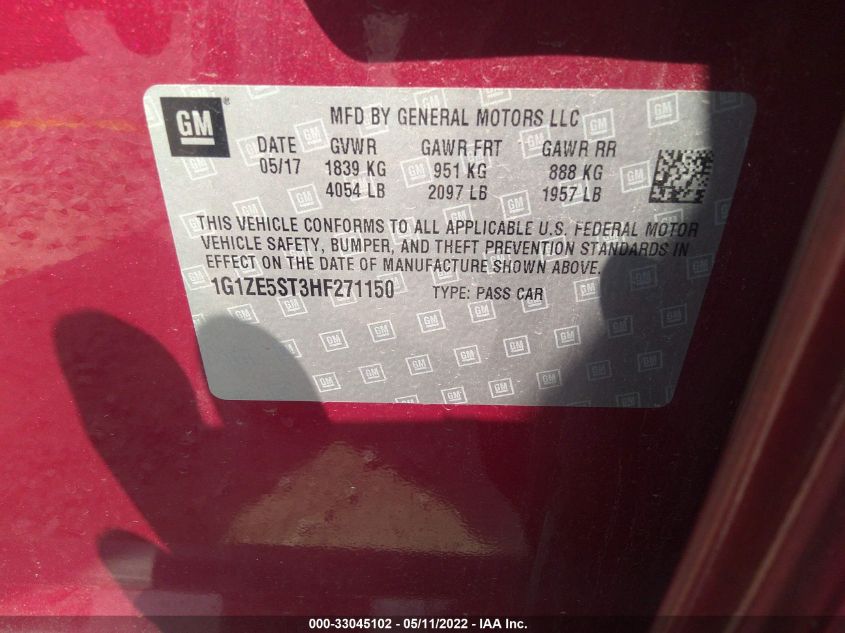 GM
MFD BY GENERAL MOTORS LLC
DATE GVWR GAWR FRT GAWR RR
05/17 1839 KG 951 KG 888 KG
4054 LB 2097 LB 1957 LB
THIS VEHICLE CONFORMS TO ALL APPLICABLE U.S. FEDERAL MOTOR
VEHICLE SAFETY, BUMPER, AND THEFT PREVENTION STANDARDS IN
EFFECT ON THE DATE OF MANUFACTURE SHOWN ABOVE.
1G1ZE5ST3HF271150 TYPE: PASS CAR
000-33045102 - 05/11/2022 - IAA Inc.